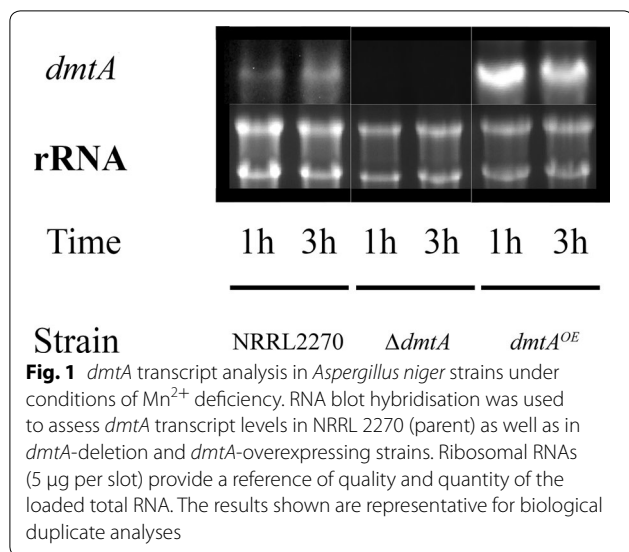 dmtA
rRNA
Time 1h 3h 1h 3h 1h 3h
Strain NRRL2270 ΔdmtA dmtA^OE
Fig. 1 dmtA transcript analysis in Aspergillus niger strains under
conditions of Mn²⁺ deficiency. RNA blot hybridisation was used
to assess dmtA transcript levels in NRRL 2270 (parent) as well as in
dmtA-deletion and dmtA-overexpressing strains. Ribosomal RNAs
(5 µg per slot) provide a reference of quality and quantity of the
loaded total RNA. The results shown are representative for biological
duplicate analyses